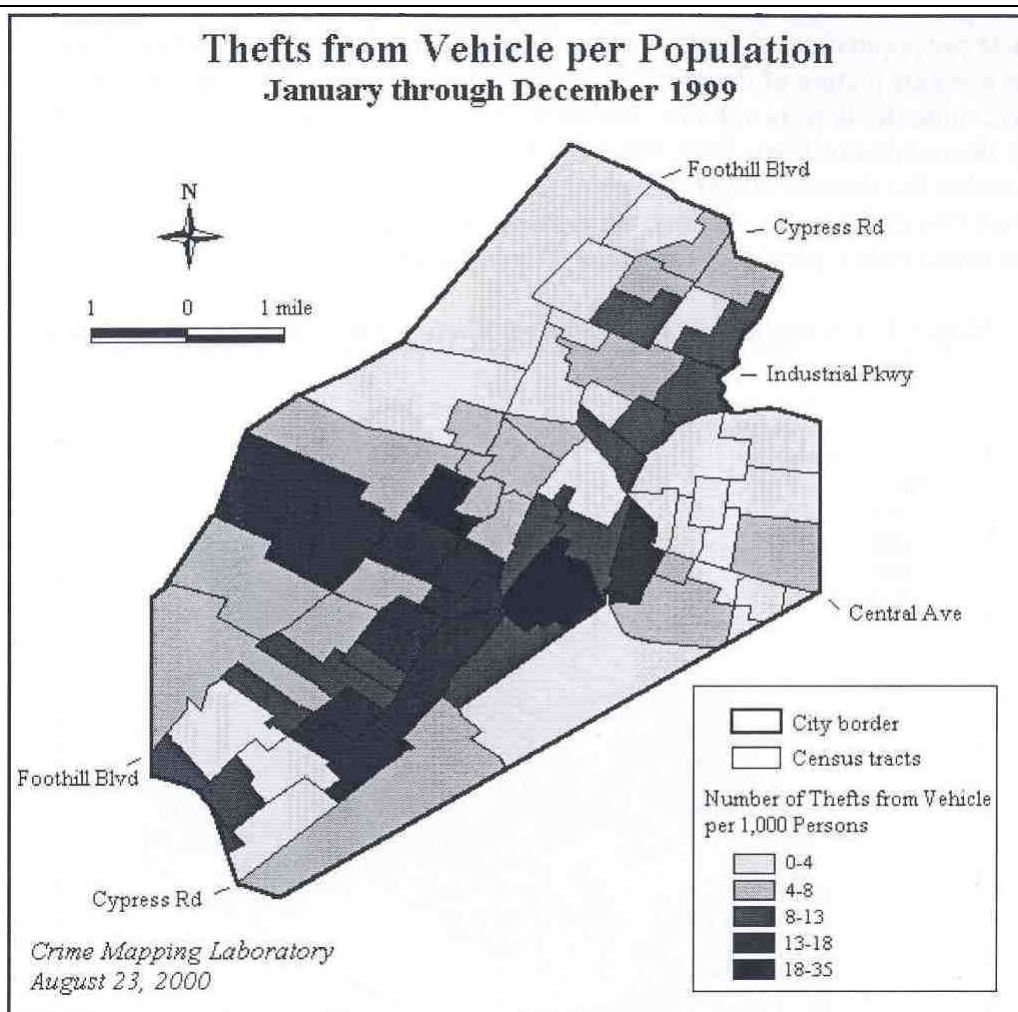 Thefts from Vehicle per Population
January through December 1999
Foothill Blvd
N
Cypress Rd
1 0 1 mile
Industrial Pkwy
Central Ave
City border
Foothill Blvd
Census tracts
Number of Thefts from Vehicle
per 1,000 Persons
0-4
4-8
8-13
13-18
18-35
Cypress Rd
Crime Mapping Laboratory
August 23, 2000